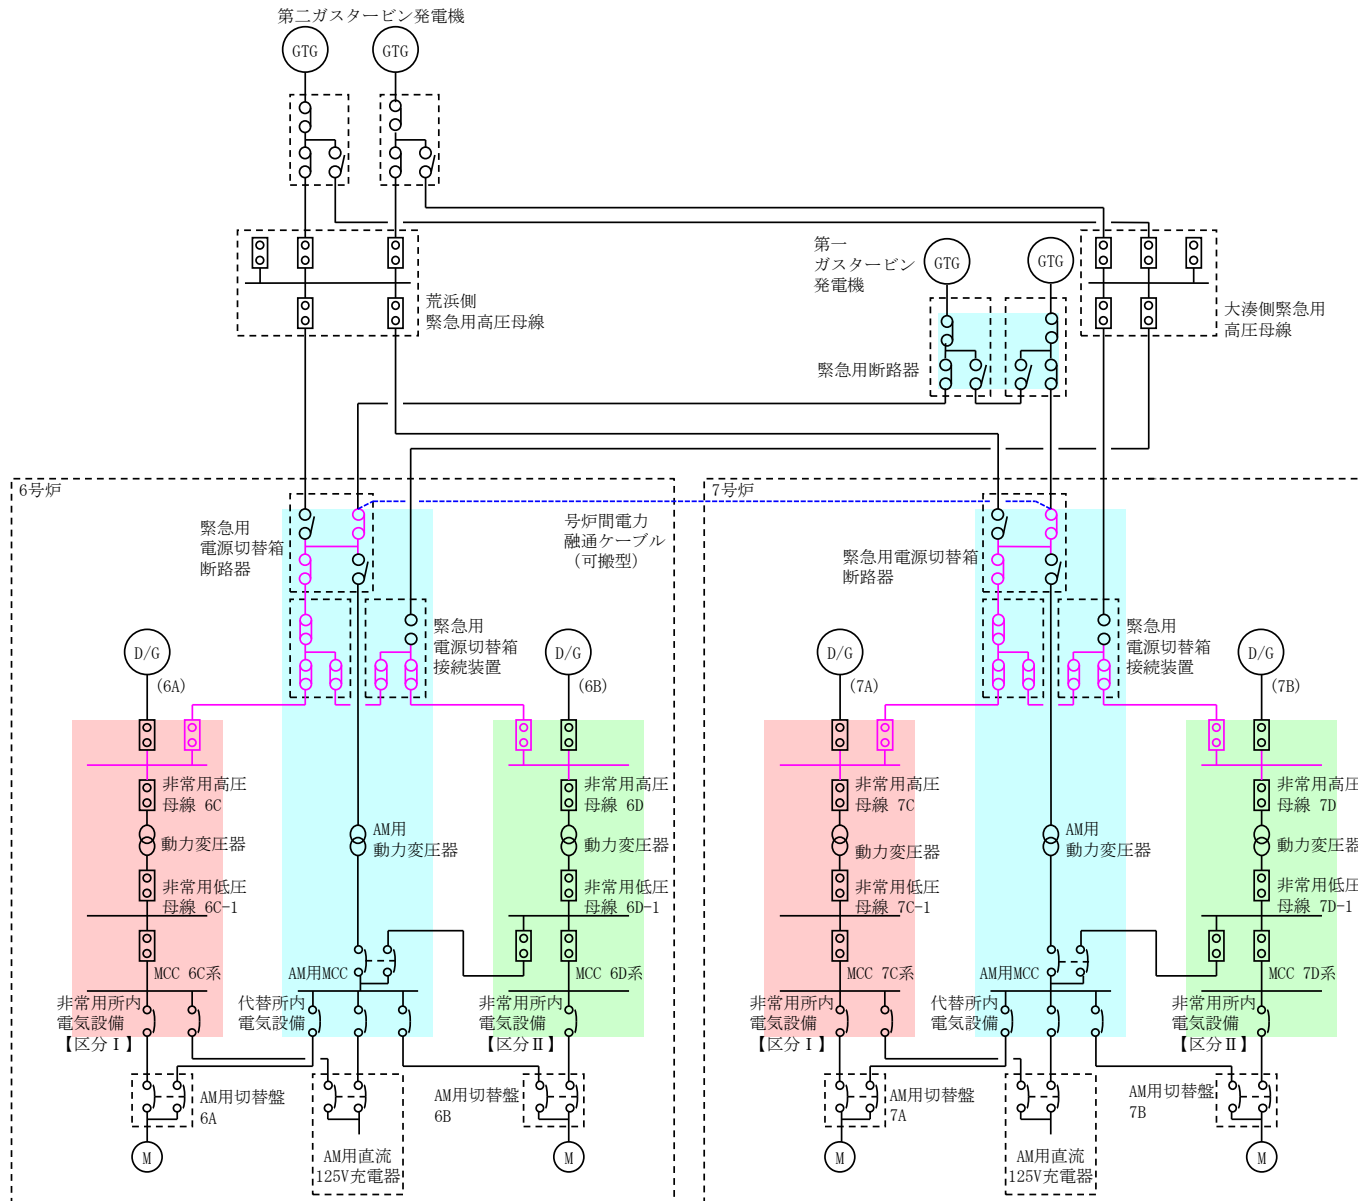 第二ガスタービン発電機
GTG
GTG
荒浜側
緊急用高圧母線
第一
ガスタービン
発電機
GTG
GTG
緊急用断路器
大湊側緊急用
高圧母線
6号炉
緊急用
電源切替箱
断路器
号炉間電力
融通ケーブル
(可搬型)
緊急用
電源切替箱
接続装置
D/G
(6A)
D/G
(6B)
非常用高圧
母線 6C
動力変圧器
非常用低圧
母線 6C-1
MCC 6C系
非常用所内
電気設備
【区分Ⅰ】
AM用
動力変圧器
AM用MCC
代替所内
電気設備
非常用高圧
母線 6D
動力変圧器
非常用低圧
母線 6D-1
MCC 6D系
非常用所内
電気設備
【区分Ⅱ】
AM用切替盤
6A
M
AM用直流
125V充電器
AM用切替盤
6B
M
7号炉
緊急用電源切替箱
断路器
緊急用
電源切替箱
接続装置
D/G
(7A)
D/G
(7B)
非常用高圧
母線 7C
動力変圧器
非常用低圧
母線 7C-1
MCC 7C系
非常用所内
電気設備
【区分Ⅰ】
AM用
動力変圧器
AM用MCC
代替所内
電気設備
非常用高圧
母線 7D
動力変圧器
非常用低圧
母線 7D-1
MCC 7D系
非常用所内
電気設備
【区分Ⅱ】
AM用切替盤
7A
M
AM用直流
125V充電器
AM用切替盤
7B
M